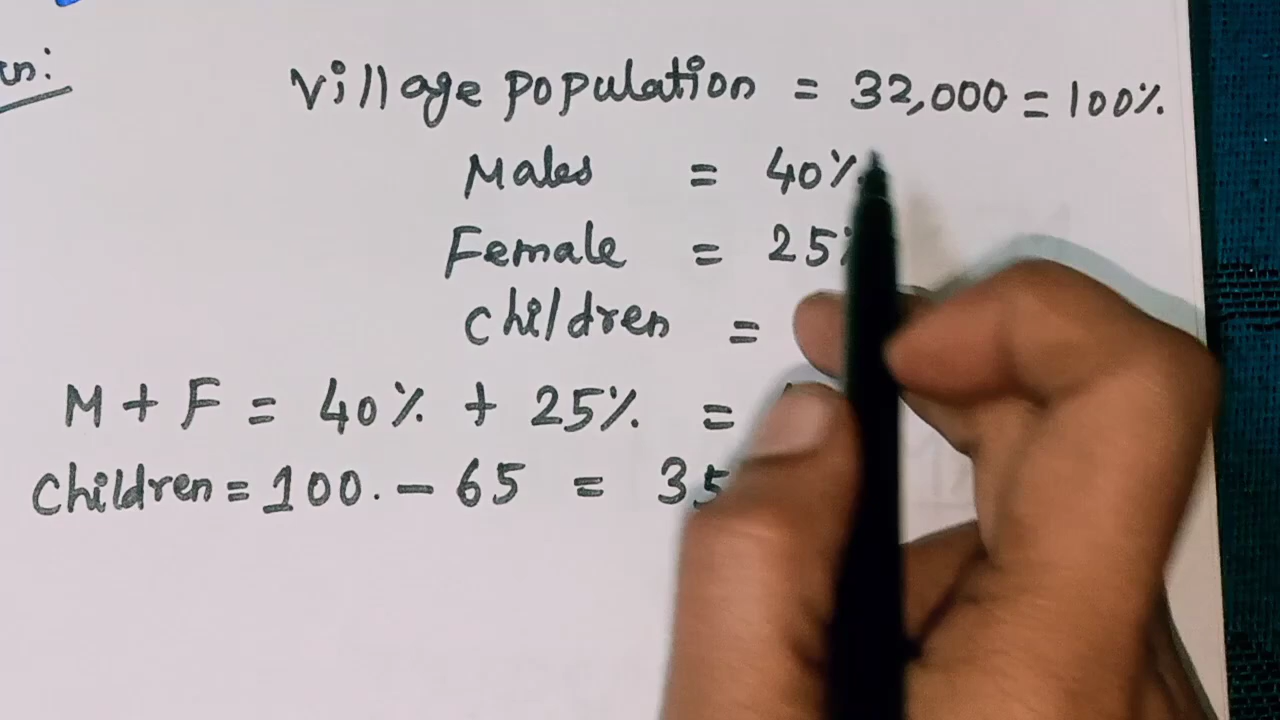 Village population = 32,000 = 100%.
Males = 40%
Female = 25%
Children =
M + F = 40% + 25% =
Children = 100. - 65 = 35